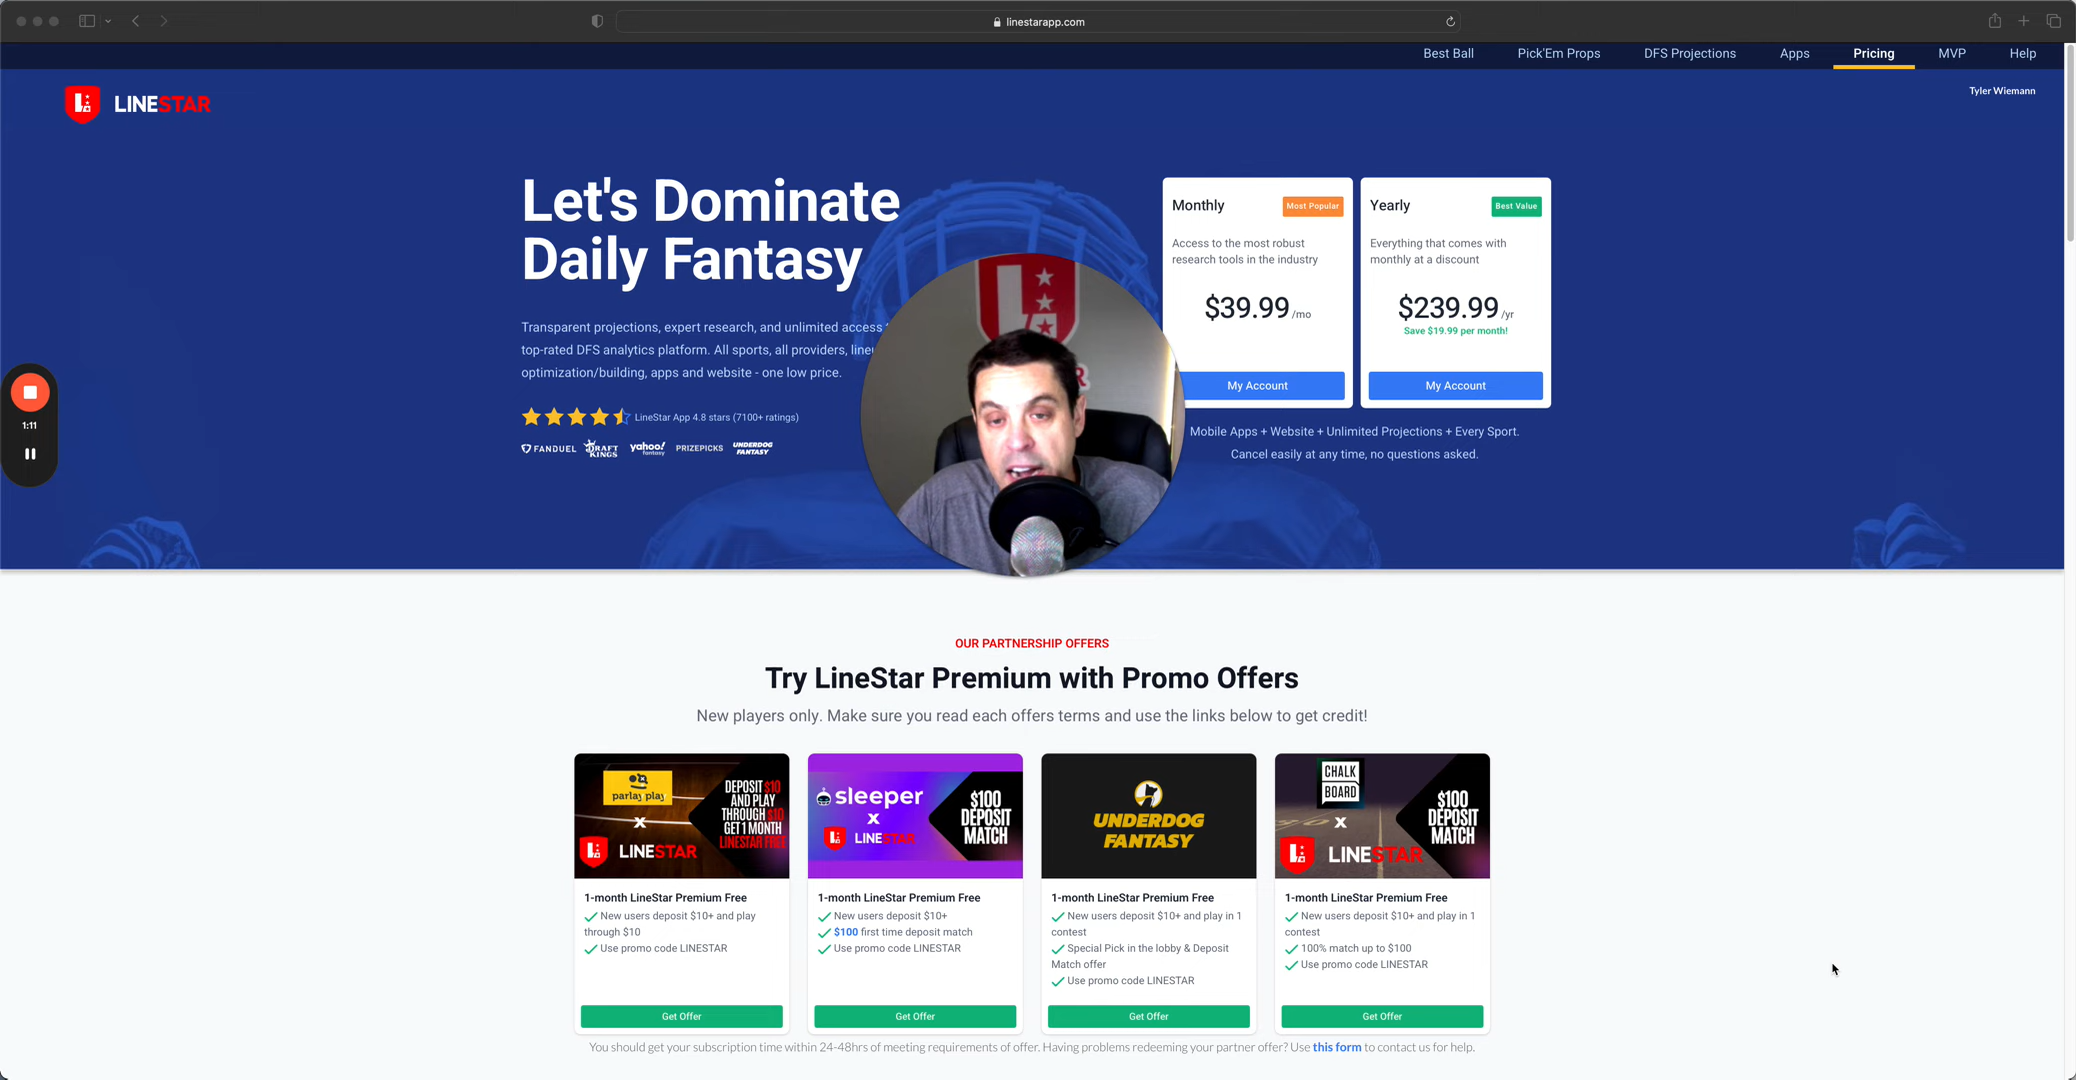 linestarapp.com
Best Ball
Pick'Em Props
DFS Projections
Apps
Pricing
MVP
Help
LINESTAR
Tyler Wiemann
Let's Dominate
Daily Fantasy
Transparent projections, expert research, and unlimited access
top-rated DFS analytics platform. All sports, all providers,
optimization/building, apps and website - one low price.
LineStar App 4.8 stars (7100+ ratings)
FANDUEL
DRAFT
KINGS
yahoo!
fantasy
PRIZEPICKS
UNDERDOG
FANTASY
Monthly
Most Popular
Access to the most robust
research tools in the industry
$39.99 /mo
My Account
Yearly
Best Value
Everything that comes with
monthly at a discount
$239.99 /yr
Save $19.99 per month!
My Account
Mobile Apps + Website + Unlimited Projections + Every Sport.
Cancel easily at any time, no questions asked.
1:11
OUR PARTNERSHIP OFFERS
Try LineStar Premium with Promo Offers
New players only. Make sure you read each offers terms and use the links below to get credit!
parlay play
x
LINESTAR
DEPOSIT $10
AND PLAY
THROUGH $10
GET 1 MONTH
LINESTAR FREE
1-month LineStar Premium Free
New users deposit $10+ and play
through $10
Use promo code LINESTAR
Get Offer
sleeper
x
LINESTAR
$100
DEPOSIT
MATCH
1-month LineStar Premium Free
New users deposit $10+
$100 first time deposit match
Use promo code LINESTAR
Get Offer
UNDERDOG
FANTASY
1-month LineStar Premium Free
New users deposit $10+ and play in 1
contest
Special Pick in the lobby & Deposit
Match offer
Use promo code LINESTAR
Get Offer
CHALK
BOARD
x
LINESTAR
$100
DEPOSIT
MATCH
1-month LineStar Premium Free
New users deposit $10+ and play in 1
contest
100% match up to $100
Use promo code LINESTAR
Get Offer
You should get your subscription time within 24-48hrs of meeting requirements of offer. Having problems redeeming your partner offer? Use this form to contact us for help.